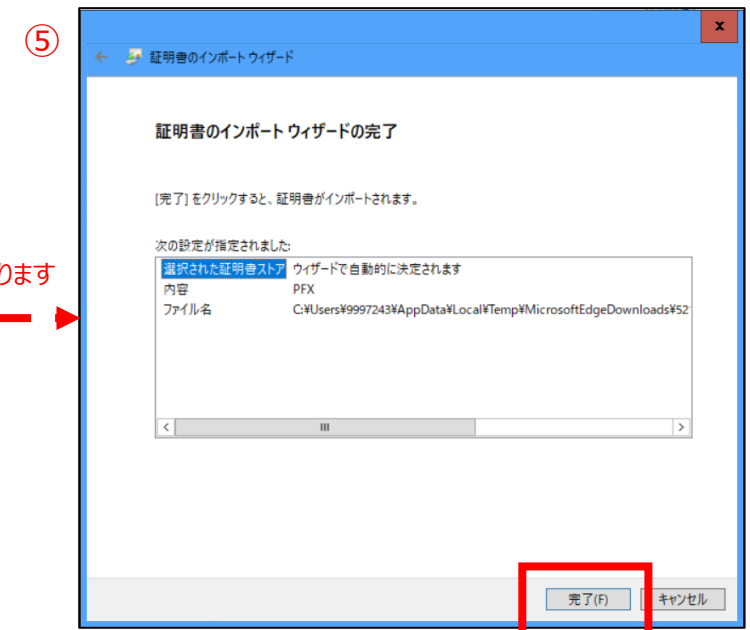 ⑤
x
← 証明書のインポート ウィザード
証明書のインポート ウィザードの完了
[完了] をクリックすると、証明書がインポートされます。
次の設定が指定されました:
選択された証明書ストア ウィザードで自動的に決定されます
内容 PFX
ファイル名 C:¥Users¥9997243¥AppData¥Local¥Temp¥MicrosoftEdgeDownloads¥52
ります
完了(F) キャンセル